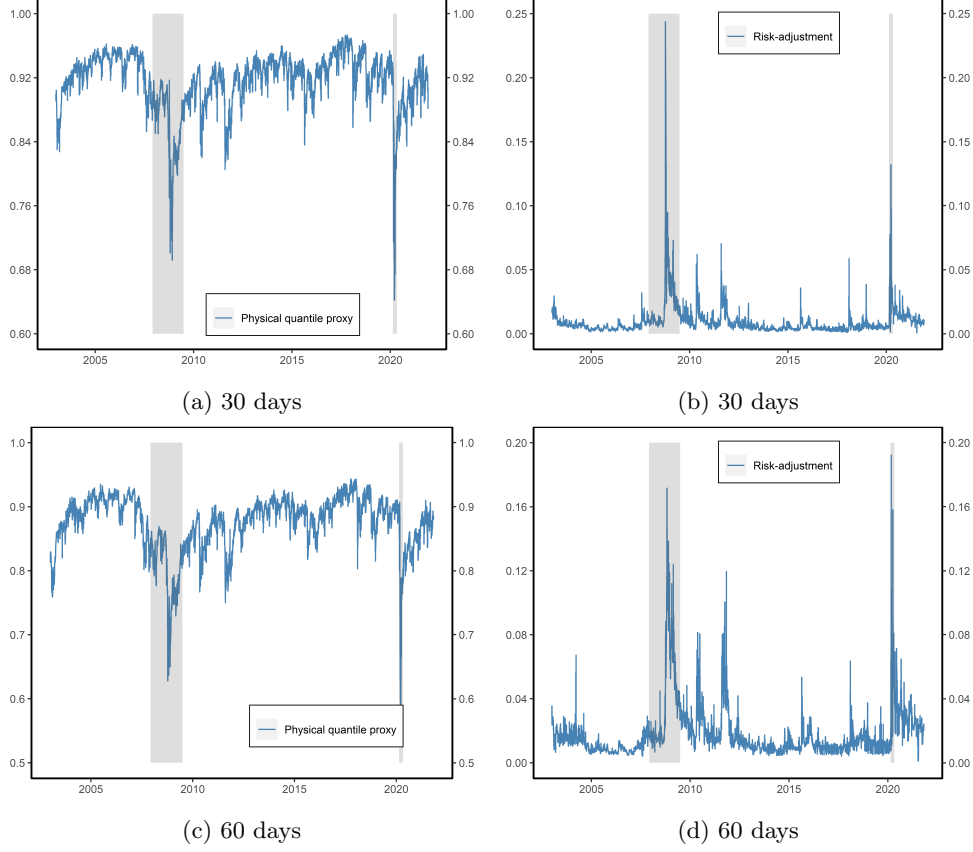 1.00 1.00
0.92 0.92
0.84 0.84
0.76 0.76
0.68 0.68
0.60 0.60
Physical quantile proxy
2005 2010 2015 2020
(a) 30 days
0.25 0.25
0.20 0.20
0.15 0.15
0.10 0.10
0.05 0.05
0.00 0.00
Risk-adjustment
2005 2010 2015 2020
(b) 30 days
1.0 1.0
0.9 0.9
0.8 0.8
0.7 0.7
0.6 0.6
0.5 0.5
Physical quantile proxy
2005 2010 2015 2020
(c) 60 days
0.20 0.20
0.16 0.16
0.12 0.12
0.08 0.08
0.04 0.04
0.00 0.00
Risk-adjustment
2005 2010 2015 2020
(d) 60 days